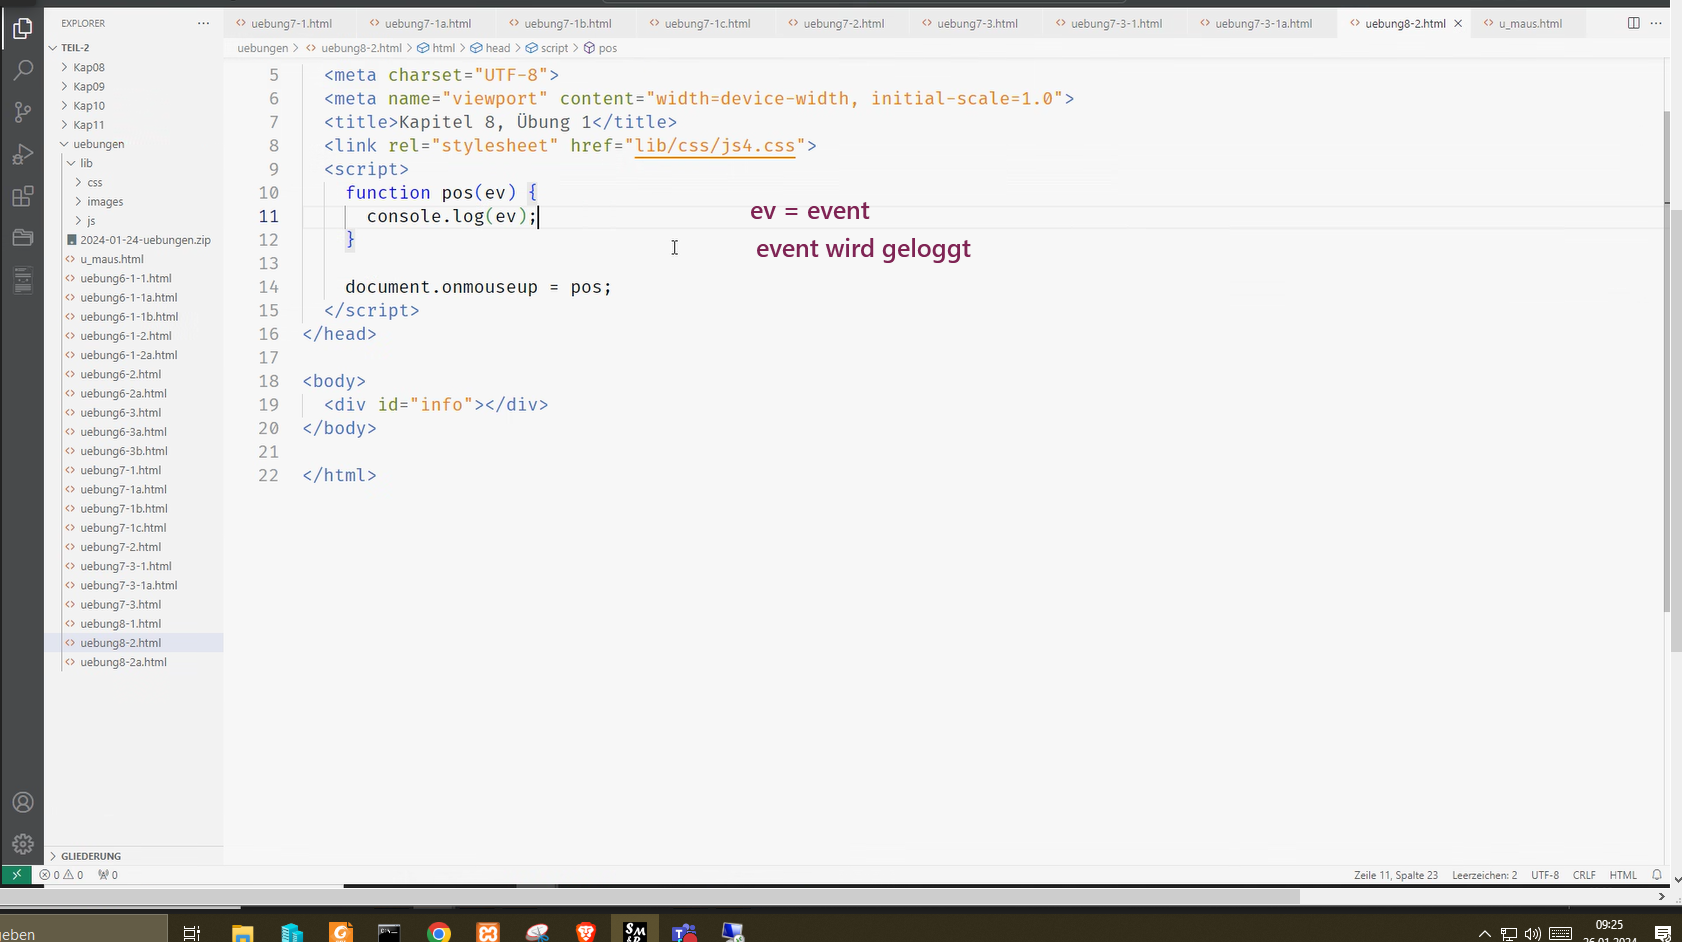 EXPLORER
uebung7-1.html
uebung7-1a.html
uebung7-1b.html
uebung7-1c.html
uebung7-2.html
uebung7-3.html
uebung7-3-1.html
uebung7-3-1a.html
uebung8-2.html
u_maus.html
uebungen > uebung8-2.html > html > head > script > pos
TEIL-2
Kap08
Kap09
Kap10
Kap11
uebungen
lib
css
images
js
2024-01-24-uebungen.zip
u_maus.html
uebung6-1-1.html
uebung6-1-1a.html
uebung6-1-1b.html
uebung6-1-2.html
uebung6-1-2a.html
uebung6-2.html
uebung6-2a.html
uebung6-3.html
uebung6-3a.html
uebung6-3b.html
uebung7-1.html
uebung7-1a.html
uebung7-1b.html
uebung7-1c.html
uebung7-2.html
uebung7-3-1.html
uebung7-3-1a.html
uebung7-3.html
uebung8-1.html
uebung8-2.html
uebung8-2a.html
GLIEDERUNG
5 <meta charset="UTF-8">
6 <meta name="viewport" content="width=device-width, initial-scale=1.0">
7 <title>Kapitel 8, Übung 1</title>
8 <link rel="stylesheet" href="lib/css/js4.css">
9 <script>
10 function pos(ev) {
11 console.log(ev);
12 }
13
14 document.onmouseup = pos;
15 </script>
16 </head>
17
18 <body>
19 <div id="info"></div>
20 </body>
21
22 </html>
ev = event
event wird geloggt
0 0 0
Zeile 11, Spalte 23
Leerzeichen: 2
UTF-8
CRLF
HTML
geben
SM
09:25
26.01.2024